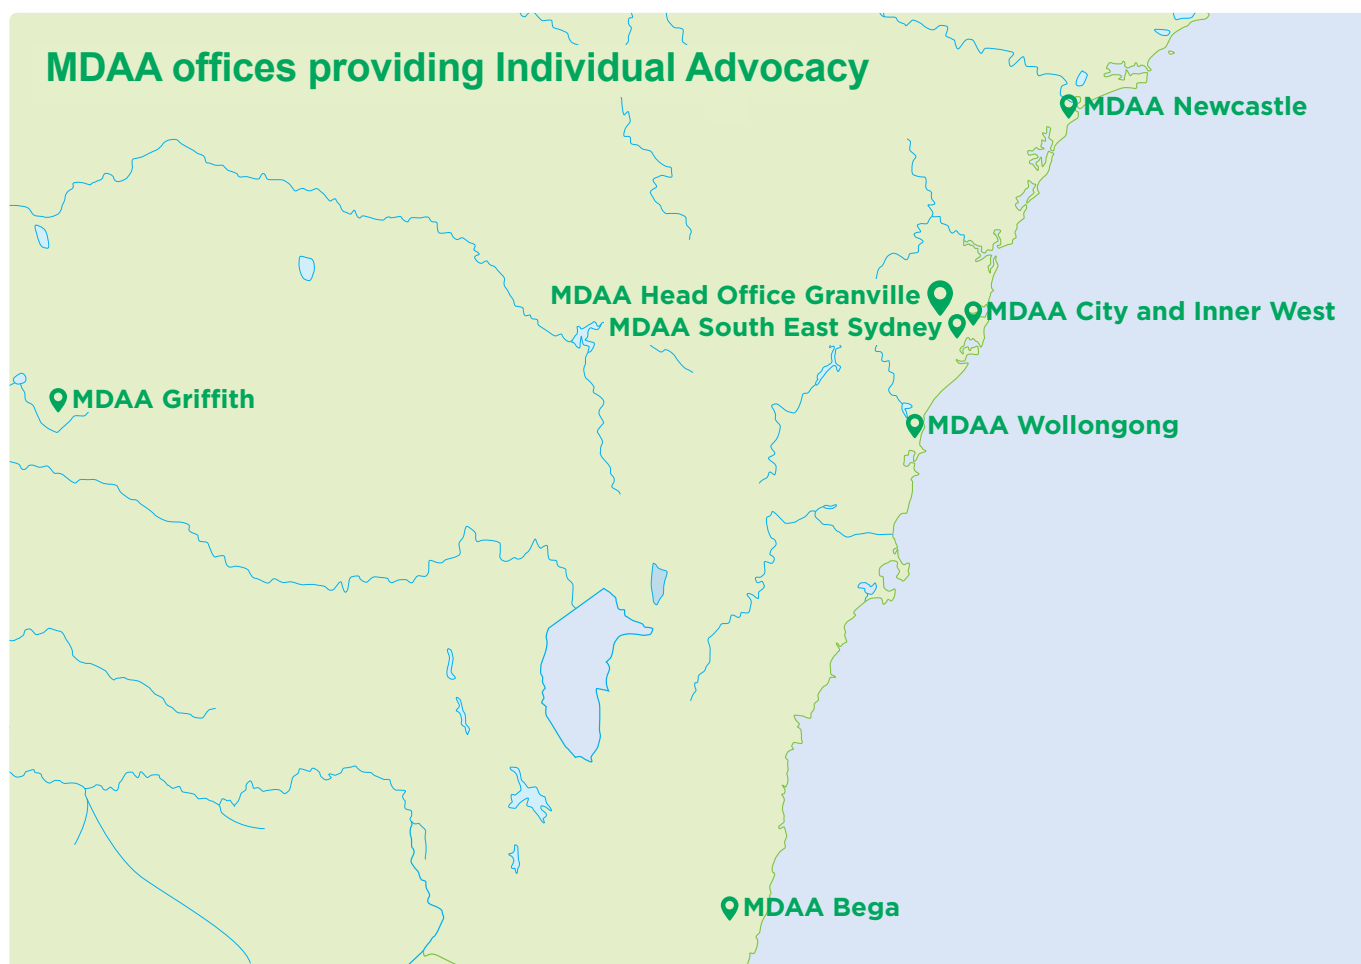 MDAA offices providing Individual Advocacy
MDAA Newcastle
MDAA Head Office Granville
MDAA City and Inner West
MDAA South East Sydney
MDAA Griffith
MDAA Wollongong
MDAA Bega